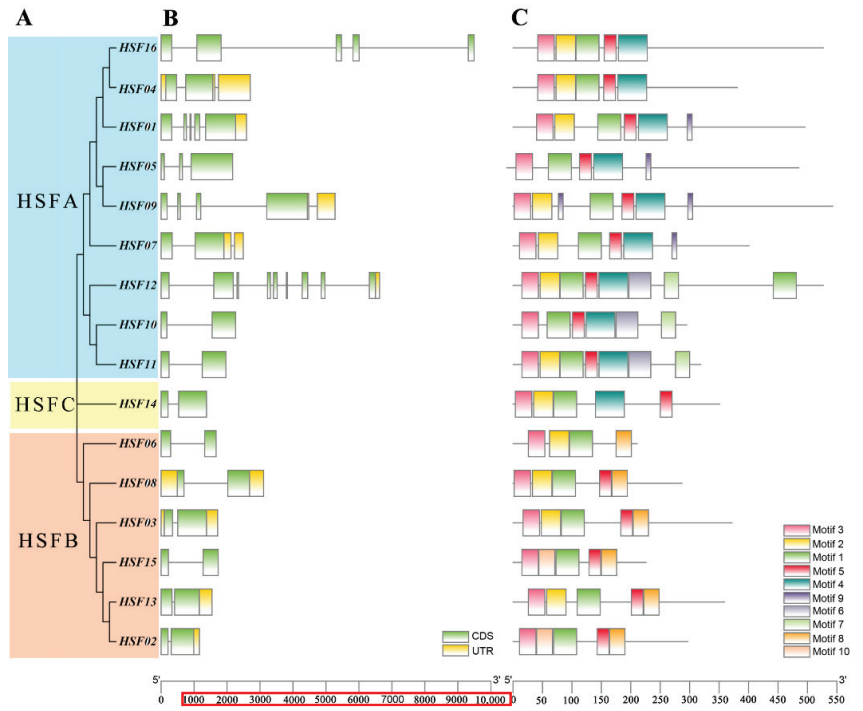 A B C
HSF16
HSF04
HSF01
HSF05
HSF09
HSFA
HSF07
HSF12
HSF10
HSF11
HSFC HSF14
HSF06
HSF08
HSFB
HSF03
HSF15
HSF13
HSF02
CDS
UTR
Motif 3
Motif 2
Motif 1
Motif 5
Motif 4
Motif 9
Motif 6
Motif 7
Motif 8
Motif 10
5' 3' 5' 3'
0 1000 2000 3000 4000 5000 6000 7000 8000 9000 10,000
0 50 100 150 200 250 300 350 400 450 500 550